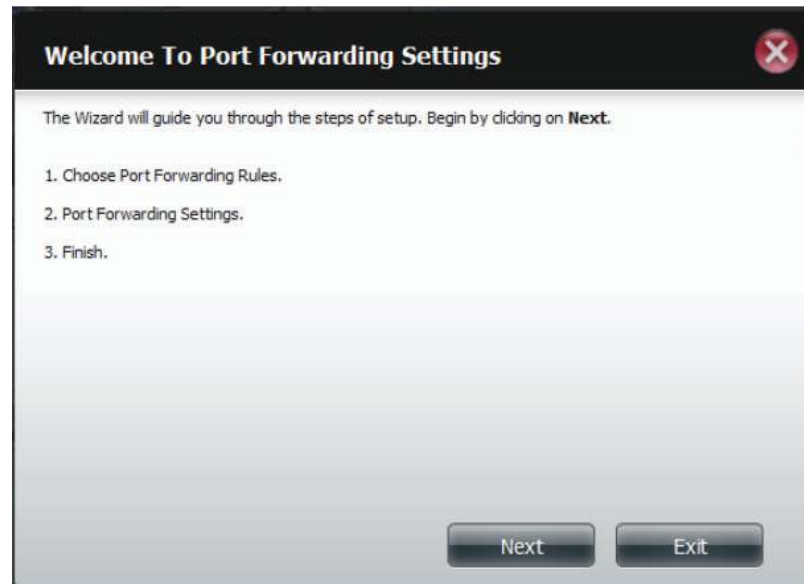 Welcome To Port Forwarding Settings
The Wizard will guide you through the steps of setup. Begin by clicking on Next.
1. Choose Port Forwarding Rules.
2. Port Forwarding Settings.
3. Finish.
Next
Exit